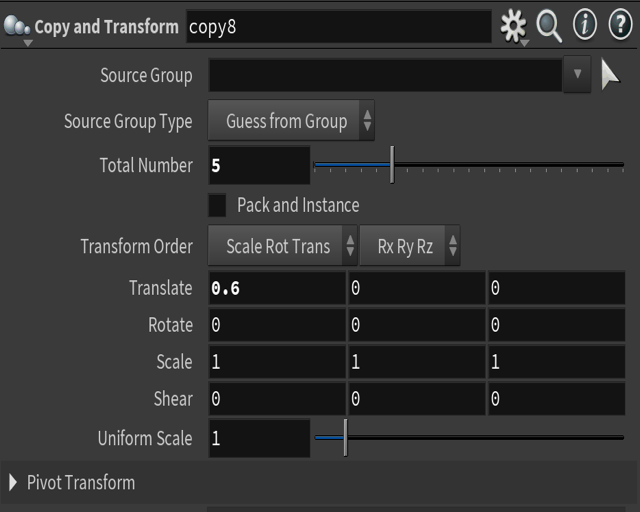 Copy and Transform copy8
Source Group
Source Group Type Guess from Group
Total Number 5
Pack and Instance
Transform Order Scale Rot Trans Rx Ry Rz
Translate 0.6 0 0
Rotate 0 0 0
Scale 1 1 1
Shear 0 0 0
Uniform Scale 1
Pivot Transform